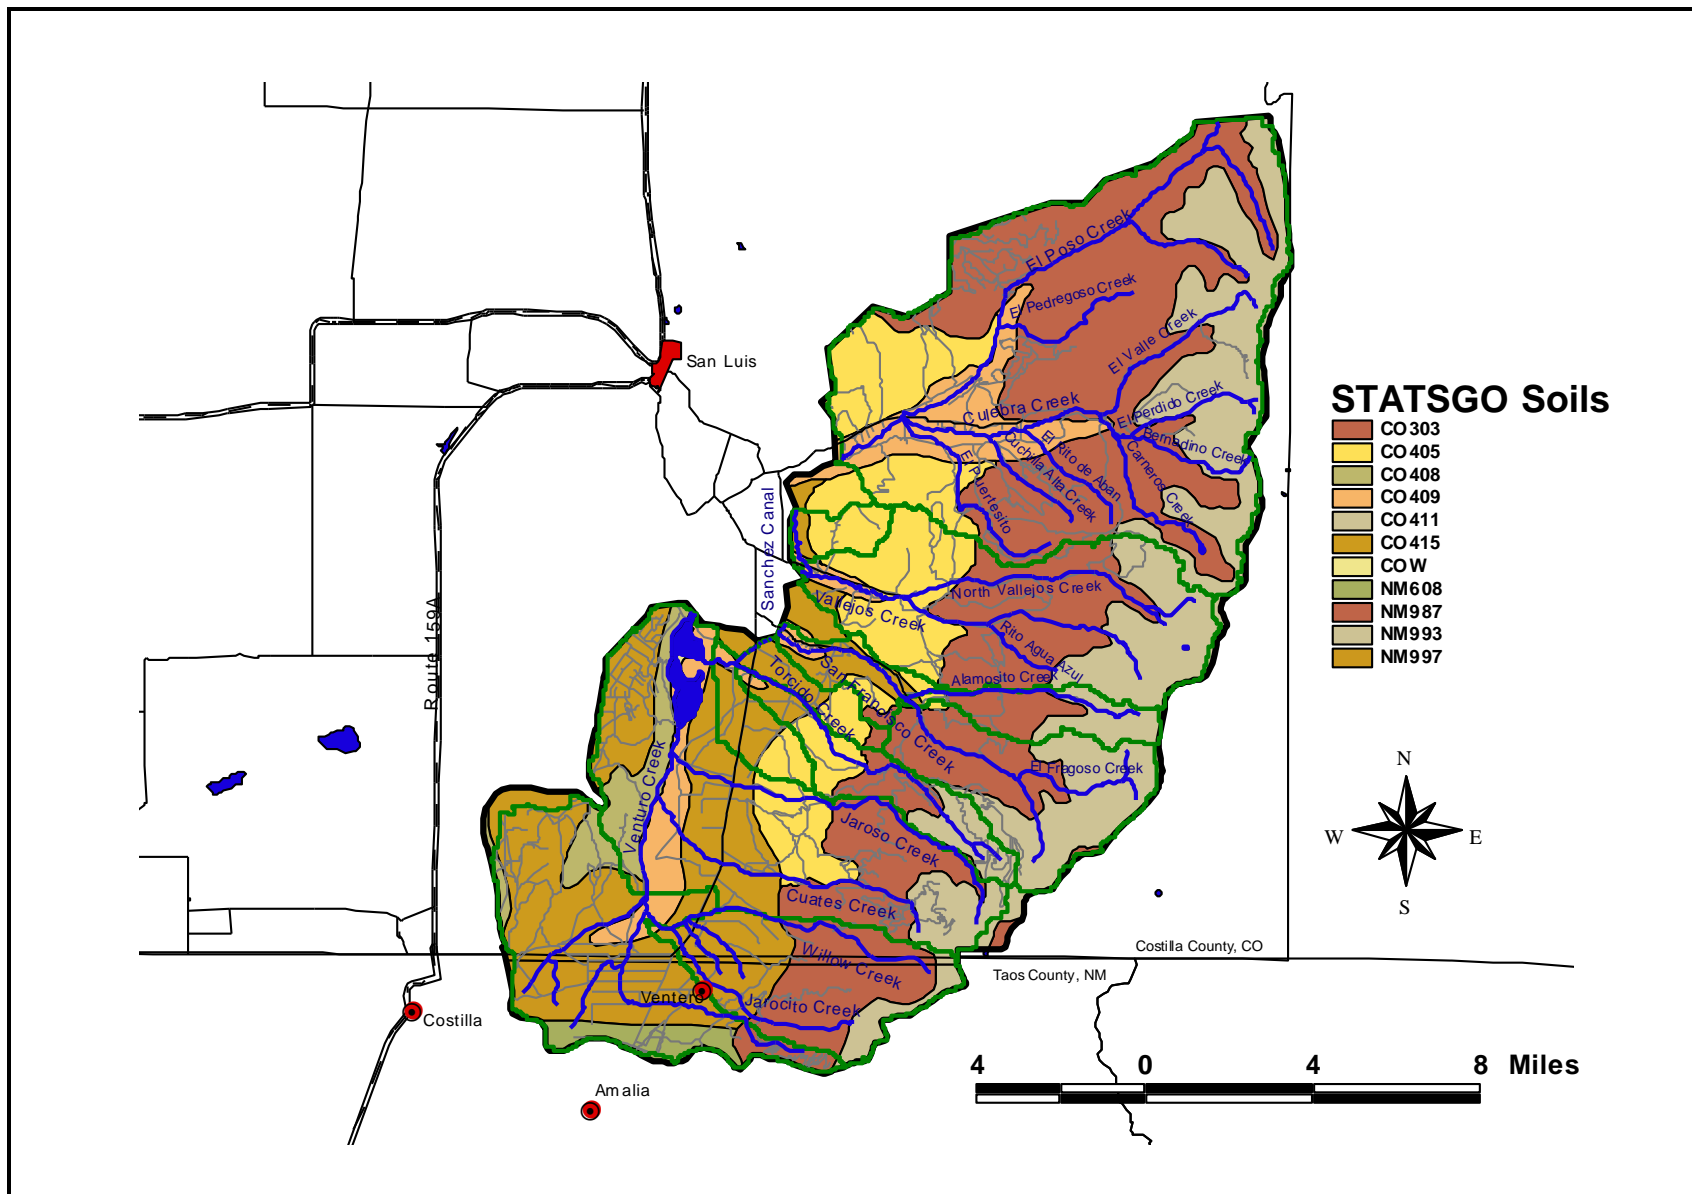 El Poso Creek
El Pedregoso Creek
El Valle Creek
San Luis
STATSGO Soils
CO303
CO405
CO408
CO409
CO411
CO415
COW
NM608
NM987
NM993
NM997
Culebra Creek
El Perdido Creek
Bernadino Creek
Carneros Creek
El Rito de Aban
Cuchilla Alta Creek
El Puertesito
Sanchez Canal
North Vallejos Creek
Vallejos Creek
Rito Agua Azul
Alamosito Creek
Route 159A
San Francisco Creek
Torcido Creek
El Fragoso Creek
Venturo Creek
Jaroso Creek
Cuates Creek
Willow Creek
Jarocito Creek
Ventero
Costilla
Amalia
Costilla County, CO
Taos County, NM
N
W
E
S
4 0 4 8 Miles